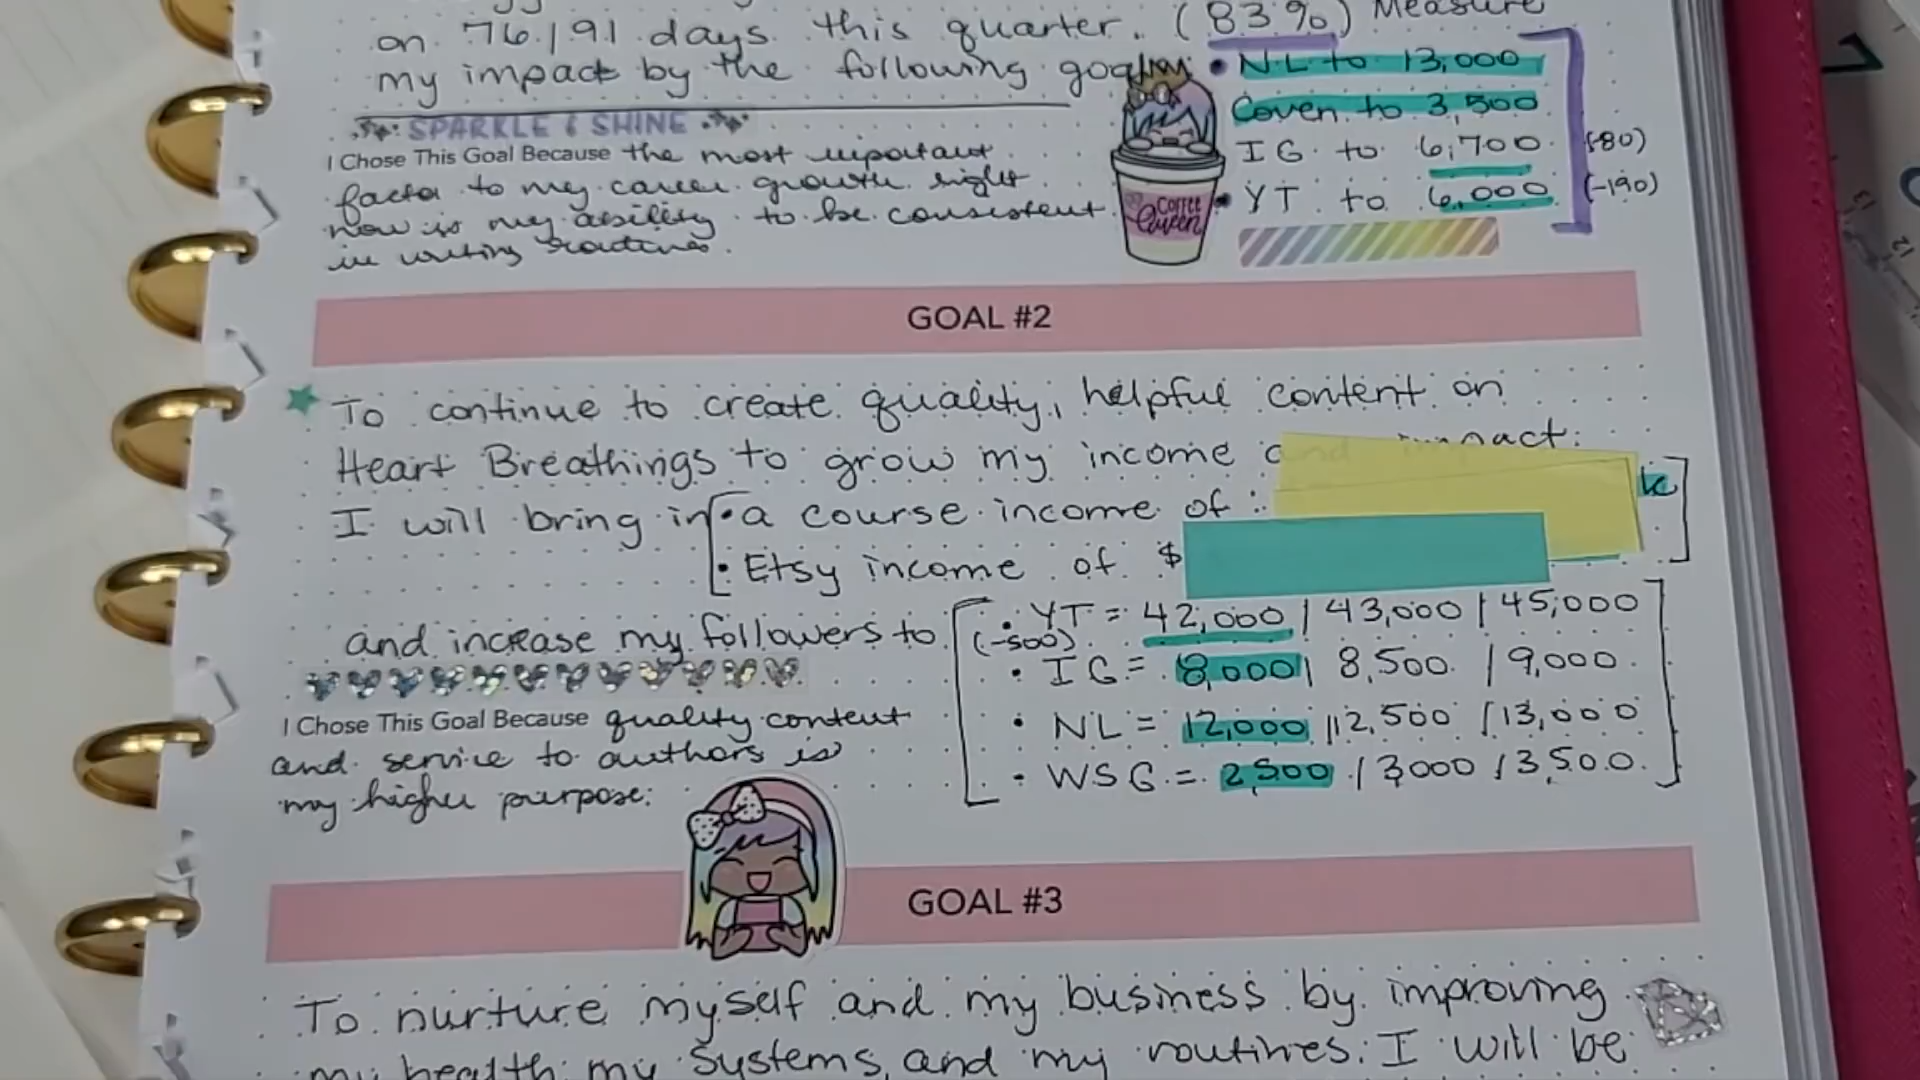 on 76/91 days this quarter. (83%) Measure
my impact by the following goals:
• NL to 13,000
Coven to 3,500
IG to 6,700 (-80)
• YT to 6,000 (-190)
SPARKLE & SHINE
I Chose This Goal Because the most important
factor to my career growth right
now is my ability to be consistent
in writing routines.
Coffee
Queen
GOAL #2
To continue to create quality, helpful content on
Heart Breathings to grow my income and impact.
I will bring in • a course income of :
• Etsy income of $
and increase my followers to
• YT = 42,000 / 43,000 / 45,000
(-500)
• IG = 8,000 / 8,500 / 9,000
• NL = 12,000 / 12,500 / 13,000
• WSG = 2,500 / 3000 / 3,500
I Chose This Goal Because quality content
and service to authors is
my higher purpose.
GOAL #3
To nurture myself and my business by improving
my health, my systems, and my routines. I will be